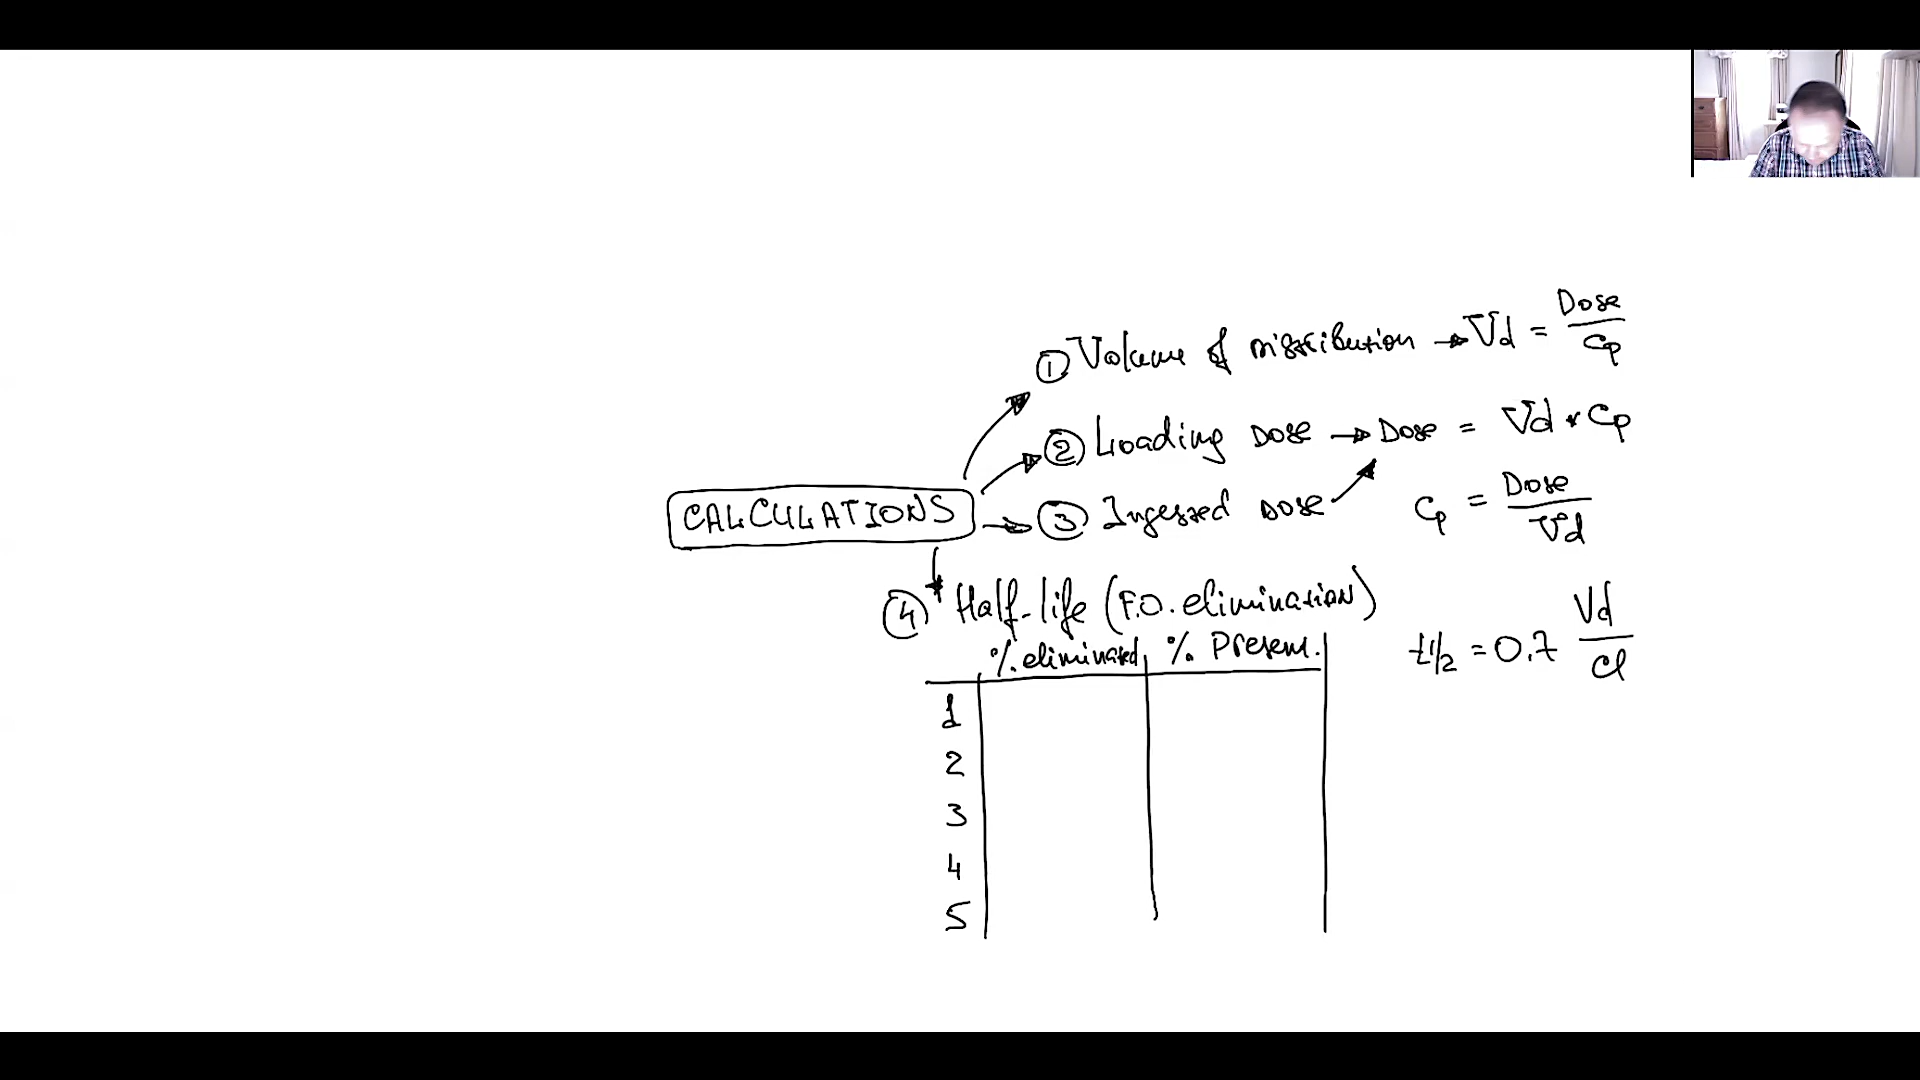 ① Volume of Distribution → Vd = Dose / Cp
② Loading Dose → Dose = Vd * Cp
CALCULATIONS
③ Ingested Dose
Cp = Dose / Vd
④ Half-life (F.O. elimination)
t1/2 = 0.7 Vd / Cl
% eliminated % Present.
1
2
3
4
5